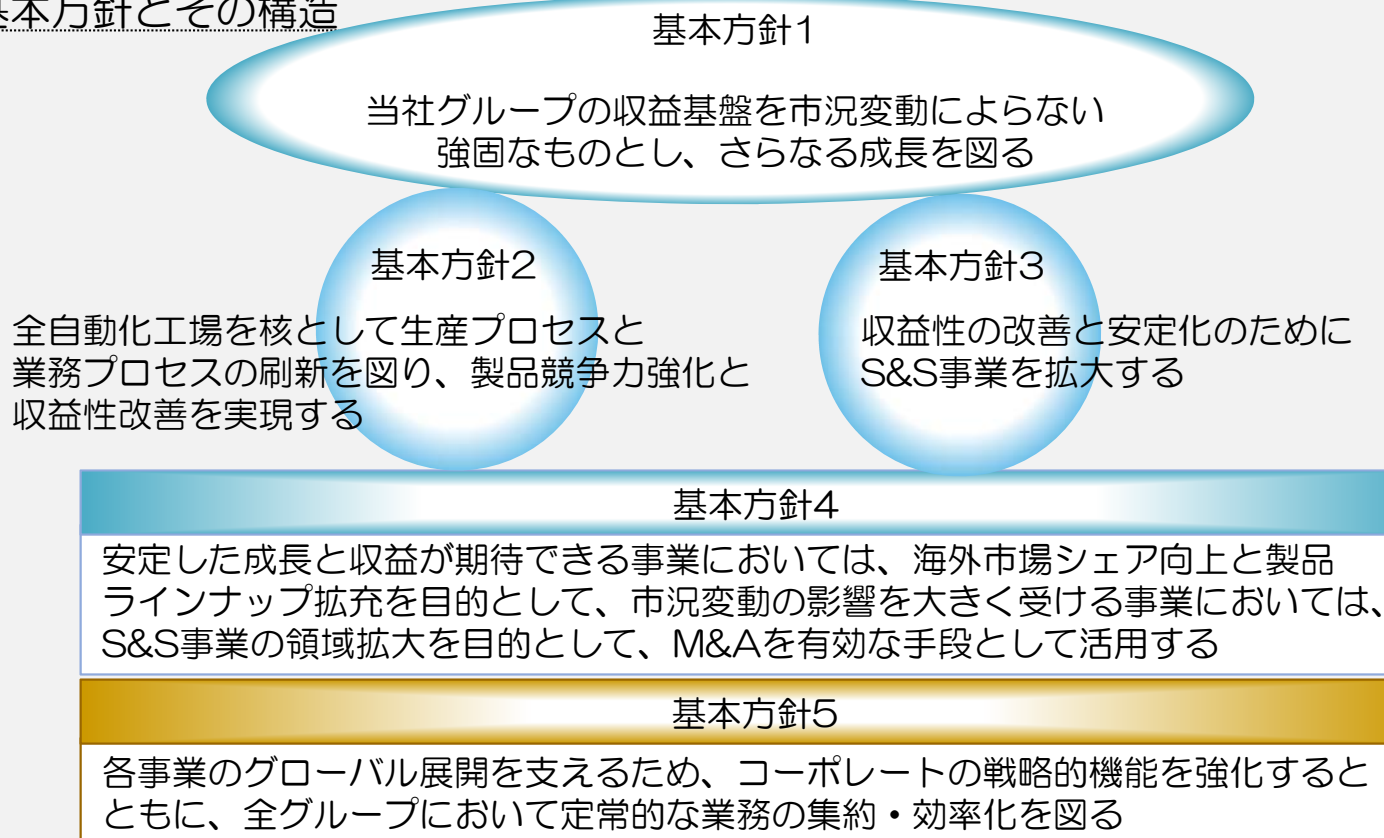 基本方針とその構造
基本方針1
当社グループの収益基盤を市況変動によらない
強固なものとし、さらなる成長を図る
基本方針2
全自動化工場を核として生産プロセスと
業務プロセスの刷新を図り、製品競争力強化と
収益性改善を実現する
基本方針3
収益性の改善と安定化のために
S&S事業を拡大する
基本方針4
安定した成長と収益が期待できる事業においては、海外市場シェア向上と製品
ラインナップ拡充を目的として、市況変動の影響を大きく受ける事業においては、
S&S事業の領域拡大を目的として、M&Aを有効な手段として活用する
基本方針5
各事業のグローバル展開を支えるため、コーポレートの戦略的機能を強化すると
ともに、全グループにおいて定常的な業務の集約・効率化を図る